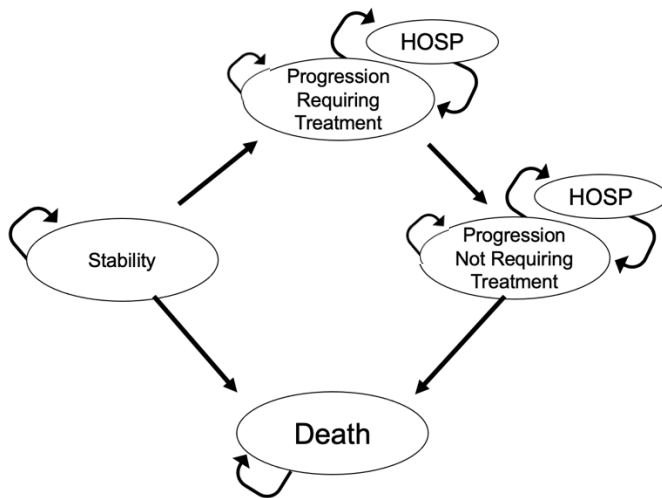 HOSP
Progression
Requiring
Treatment
HOSP
Progression
Not Requiring
Treatment
Stability
Death